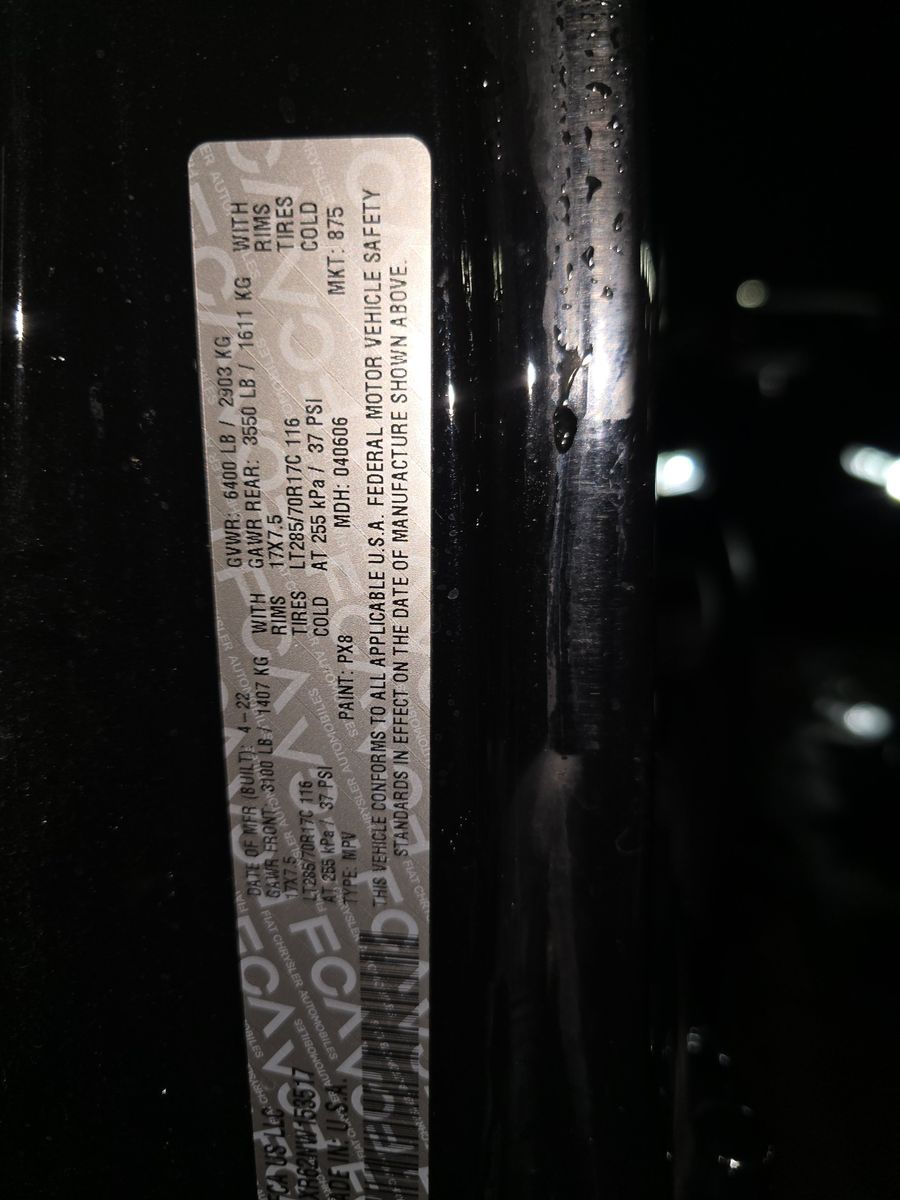 FCA US LLC
DATE OF MFR (BUILT): 4-22 GVWR: 6400 LB / 2903 KG
GAWR FRONT: 3100 LB / 1407 KG WITH GAWR REAR: 3550 LB / 1611 KG WITH
17X7.5 RIMS 17X7.5 RIMS
LT285/70R17C 116 TIRES LT285/70R17C 116 TIRES
AT 255 kPa / 37 PSI COLD AT 255 kPa / 37 PSI COLD
TYPE: MPV PAINT: PX8 MDH: 040606 MKT: 875
ADE IN U.S.A.
THIS VEHICLE CONFORMS TO ALL APPLICABLE U.S.A. FEDERAL MOTOR VEHICLE SAFETY
STANDARDS IN EFFECT ON THE DATE OF MANUFACTURE SHOWN ABOVE.